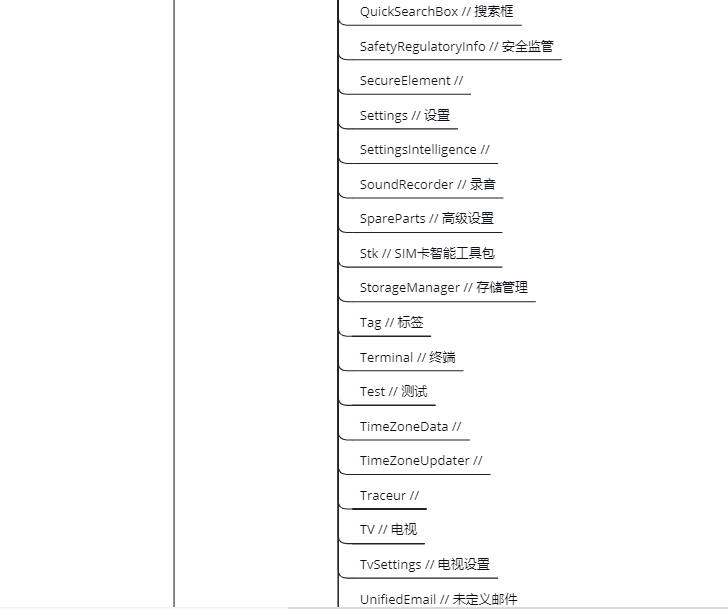 QuickSearchBox // 搜索框
SafetyRegulatoryInfo // 安全监管
SecureElement //
Settings // 设置
SettingsIntelligence //
SoundRecorder // 录音
SpareParts // 高级设置
Stk // SIM卡智能工具包
StorageManager // 存储管理
Tag // 标签
Terminal // 终端
Test // 测试
TimeZoneData //
TimeZoneUpdater //
Traceur //
TV // 电视
TvSettings // 电视设置
UnifiedEmail // 未定义邮件